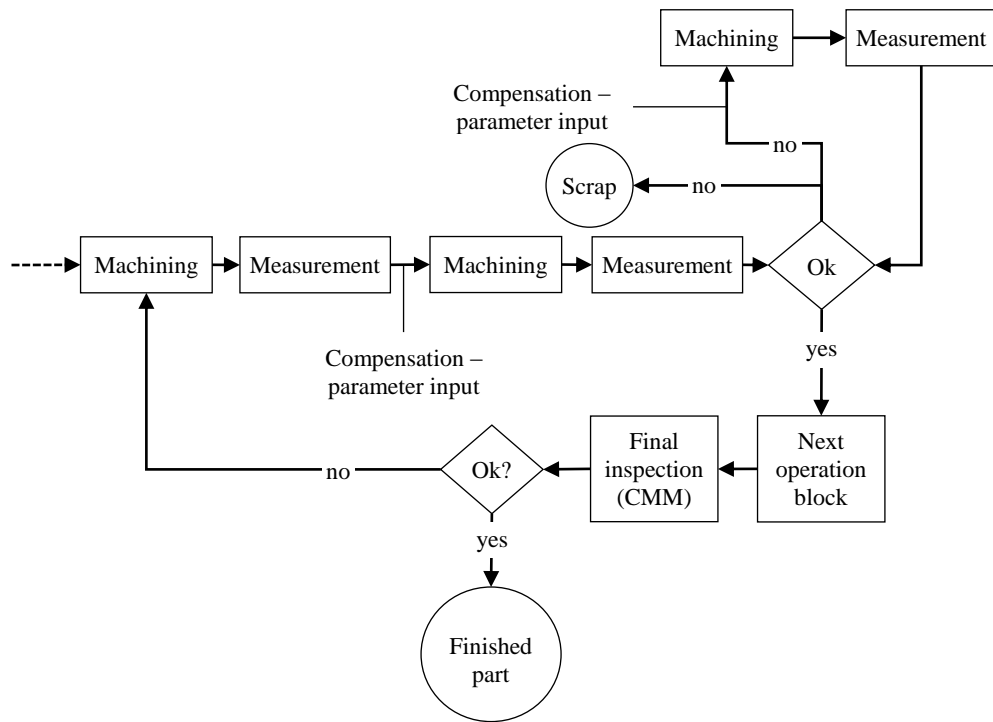 Machining
Measurement
Compensation –
parameter input
no
Scrap
no
Machining
Measurement
Machining
Measurement
Ok
Compensation –
parameter input
yes
Final
inspection
(CMM)
Next
operation
block
Ok?
no
yes
Finished
part